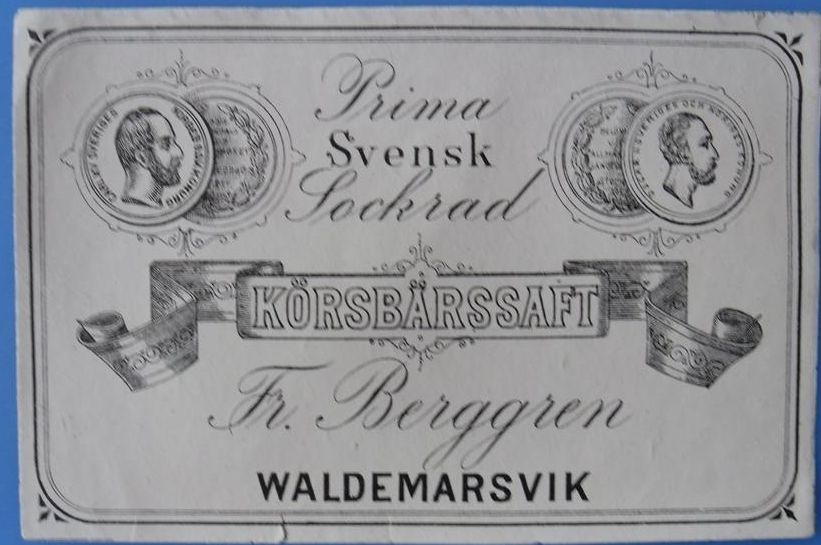 Prima
Svensk
Sockrad
KÖRSBÄRSSAFT
Fr. Berggren
WALDEMARSVIK